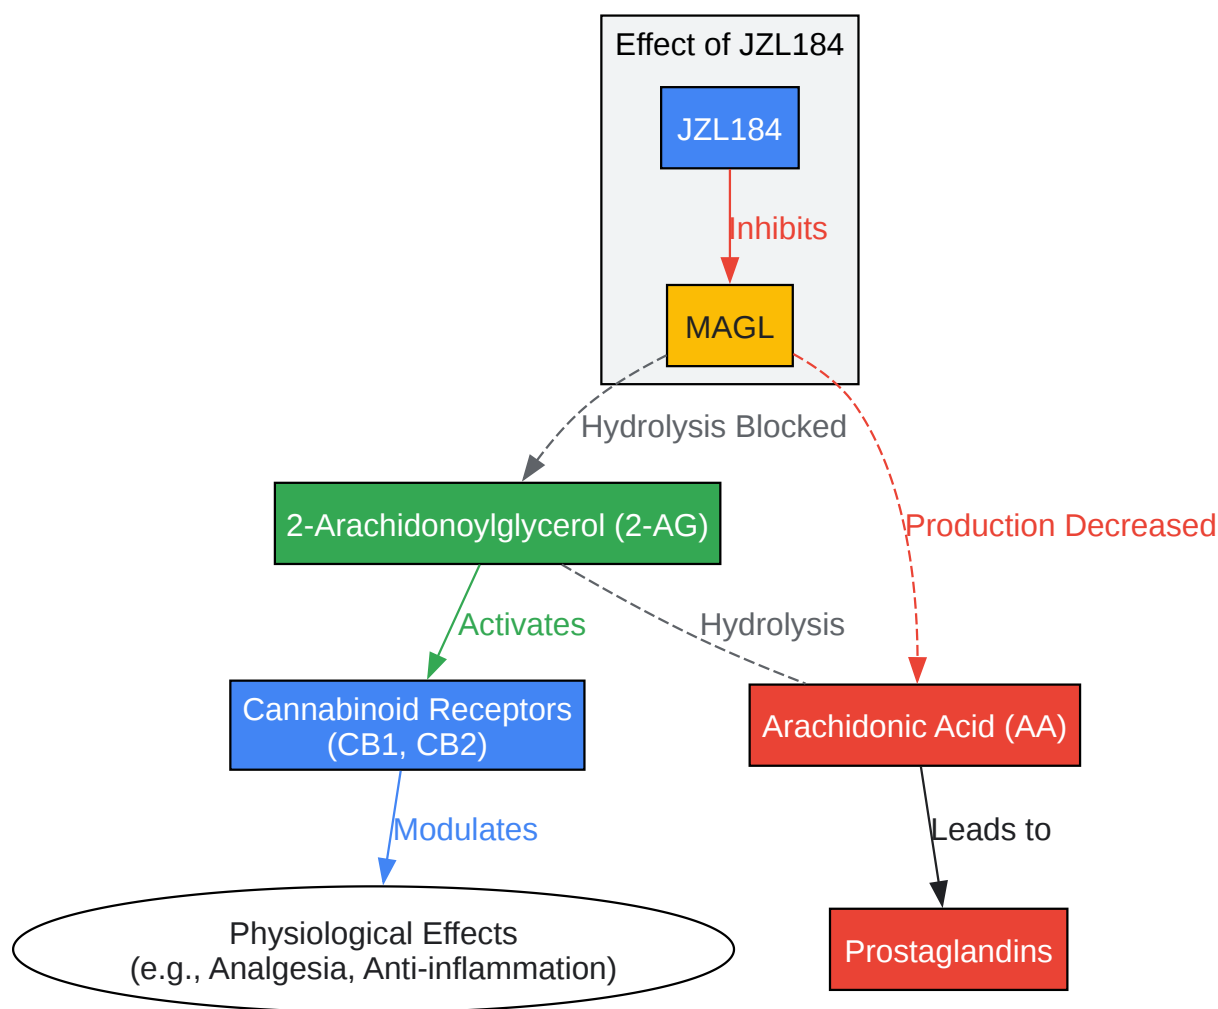 Effect of JZL184
JZL184
Inhibits
MAGL
Hydrolysis Blocked
2-Arachidonoylglycerol (2-AG)
Production Decreased
Activates
Hydrolysis
Cannabinoid Receptors
(CB1, CB2)
Arachidonic Acid (AA)
Modulates
Leads to
Physiological Effects
(e.g., Analgesia, Anti-inflammation)
Prostaglandins